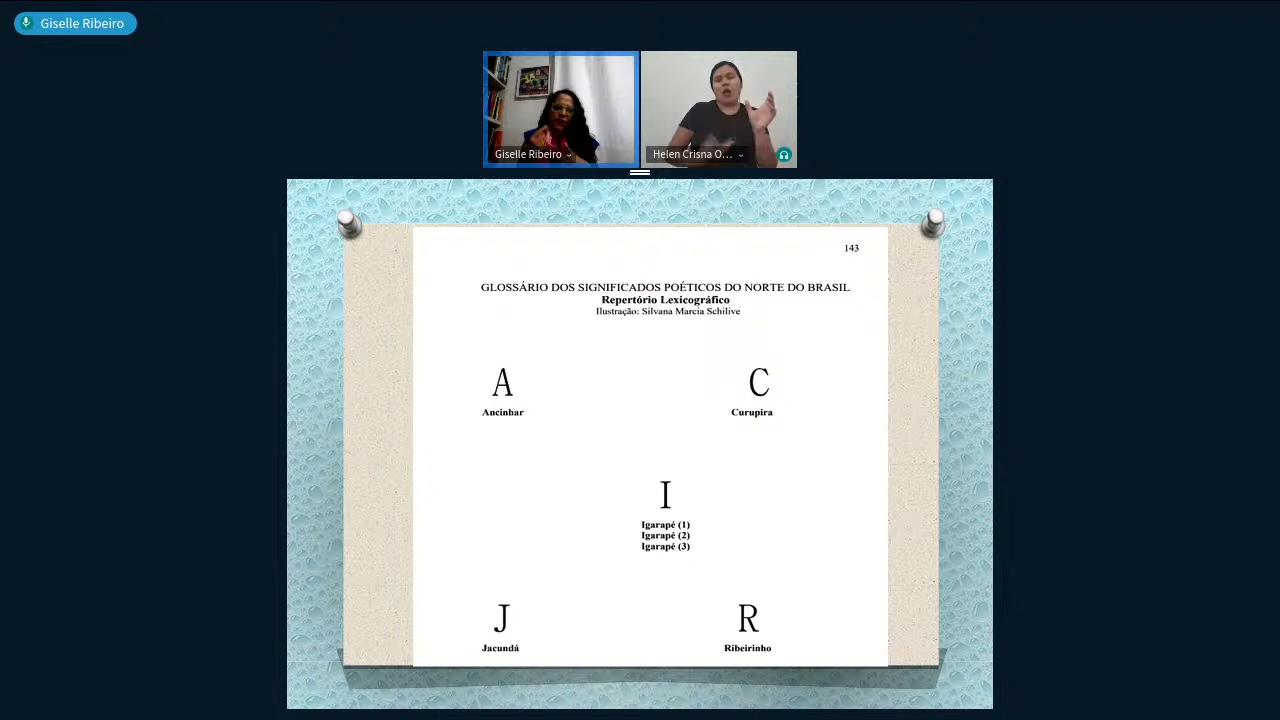 Giselle Ribeiro
Giselle Ribeiro
Helen Crisna O...
143
GLOSSÁRIO DOS SIGNIFICADOS POÉTICOS DO NORTE DO BRASIL
Repertório Lexicográfico
Ilustração: Silvana Marcia Schilive
A
Ancinhar
C
Curupira
I
Igarapé (1)
Igarapé (2)
Igarapé (3)
J
Jacundá
R
Ribeirinho